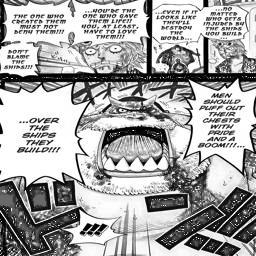 THE ONE WHO
CREATED THEM
MUST NOT
DENY THEM!!!
DON'T
BLAME
THE
SHIPS!!!
...YOU'RE THE
ONE WHO GAVE
THEM LIFE!!
YOU, AT LEAST,
HAVE TO LOVE
THEM!!!
...EVEN IF IT
LOOKS LIKE
THEY'LL
DESTROY
THE
WORLD...
...NO
MATTER
WHO GETS
INJURED BY
THE SHIPS
YOU BUILD
MEN
SHOULD
PUFF OUT
THEIR
CHESTS
WITH
PRIDE AND
A BOOM!!!...
...OVER
THE
SHIPS
THEY
BUILD!!!